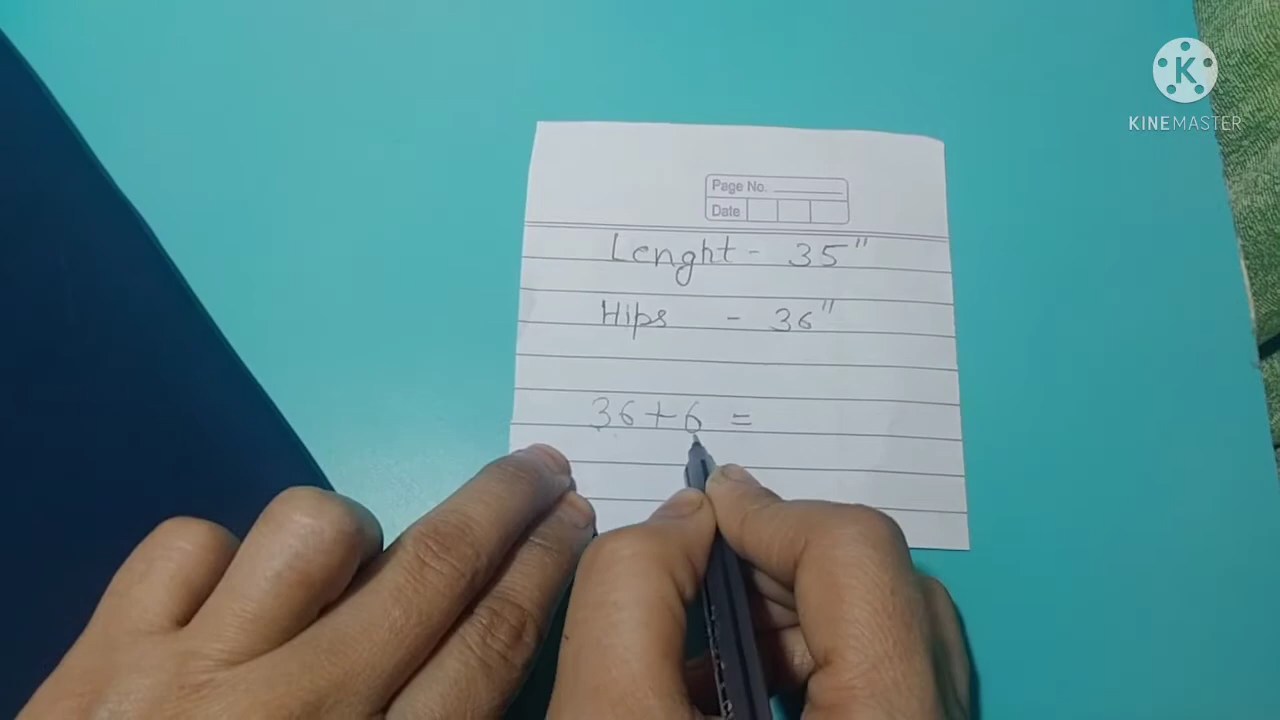 KINEMASTER
Page No.
Date
Lenght - 35"
Hips - 36"
36+6 =